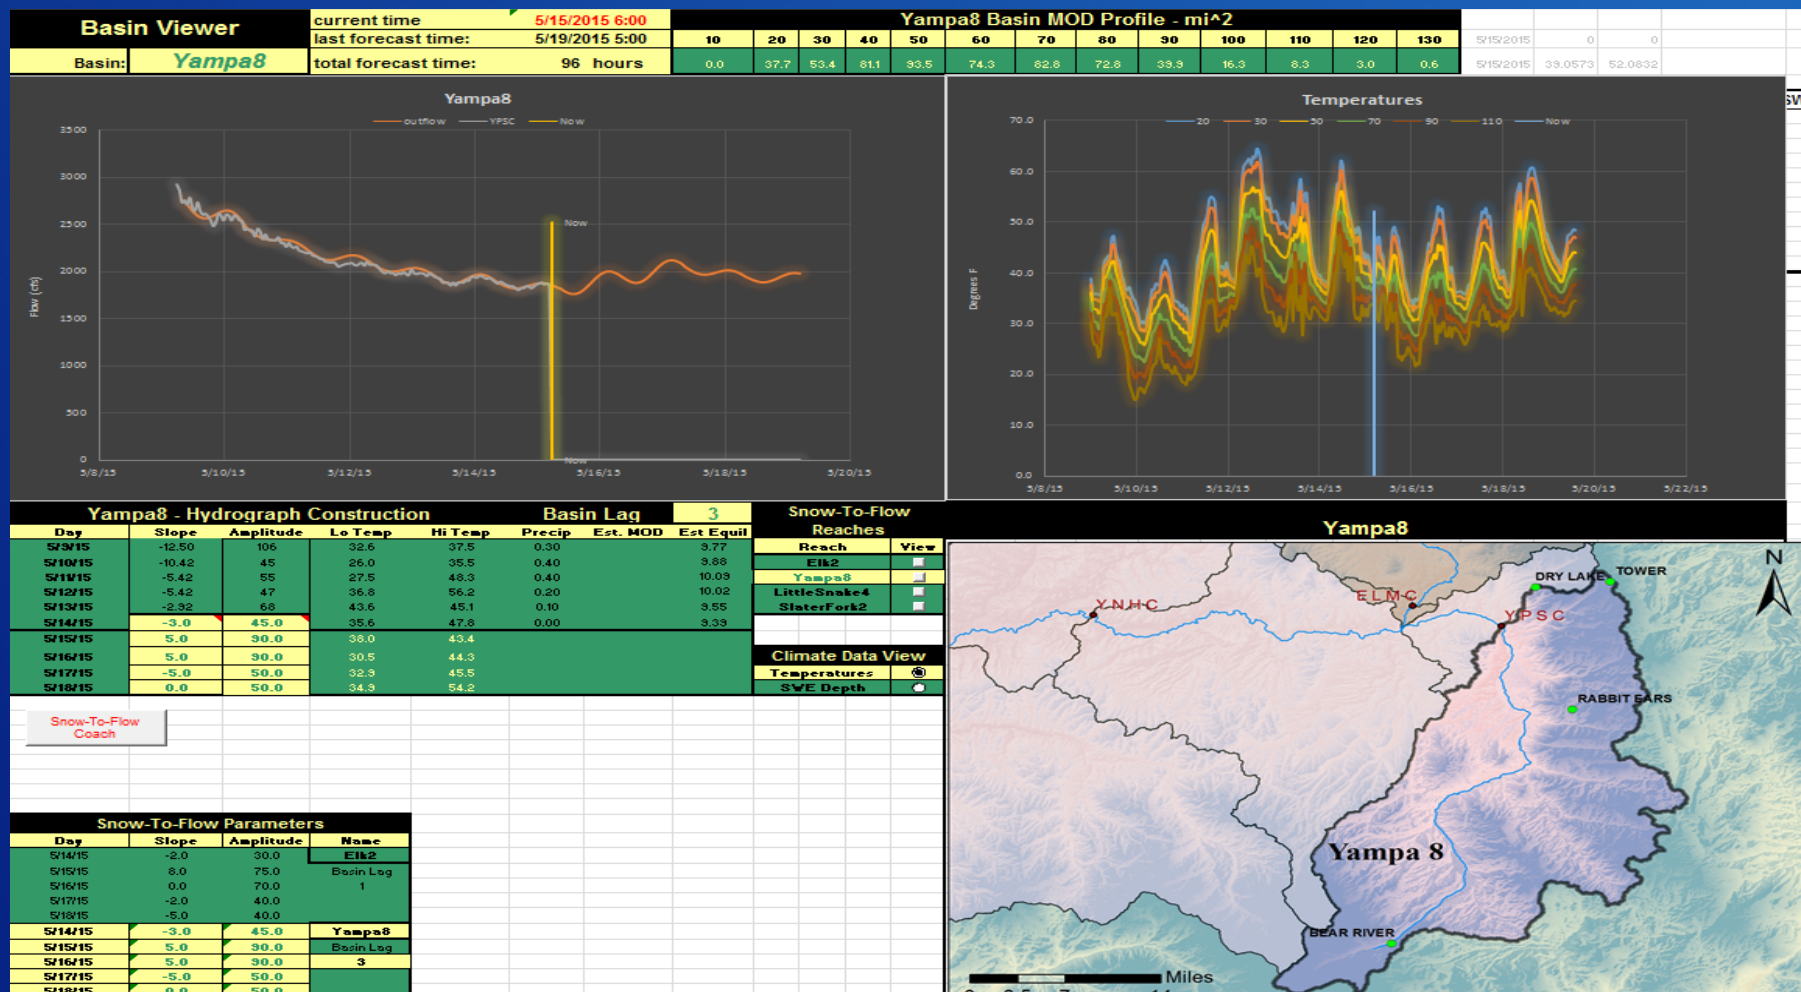 Basin Viewer
Basin: Yampa8
current time 5/15/2015 6:00
last forecast time: 5/19/2015 5:00
total forecast time: 96 hours
Yampa8 Basin MOD Profile - mi^2
10 20 30 40 50 60 70 80 90 100 110 120 130
0.0 37.7 53.4 81.1 93.5 74.3 82.8 72.8 39.9 16.3 8.3 3.0 0.6
5/15/2015 0 0
5/15/2015 39.0573 52.0832
Yampa8
outflow YPSC Now
3500
3000
2500
2000
1500
1000
500
0
Flow (cfs)
Now
Now
5/8/15 5/10/15 5/12/15 5/14/15 5/16/15 5/18/15 5/20/15
Temperatures
20 30 50 70 90 110 Now
70.0
60.0
50.0
40.0
30.0
20.0
10.0
0.0
Degrees F
5/8/15 5/10/15 5/12/15 5/14/15 5/16/15 5/18/15 5/20/15 5/22/15
Yampa8 - Hydrograph Construction Basin Lag 3
Day Slope Amplitude Lo Temp Hi Temp Precip Est. MOD Est Equil
5/9/15 -12.50 106 32.6 37.5 0.30 9.77
5/10/15 -10.42 45 26.0 35.5 0.40 9.88
5/11/15 -5.42 55 27.5 48.3 0.40 10.09
5/12/15 -5.42 47 36.8 56.2 0.20 10.02
5/13/15 -2.92 68 43.6 45.1 0.10 9.55
5/14/15 -3.0 45.0 35.6 47.8 0.00 9.39
5/15/15 5.0 90.0 38.0 43.4
5/16/15 5.0 90.0 30.5 44.3
5/17/15 -5.0 50.0 32.9 45.5
5/18/15 0.0 50.0 34.9 54.2
Snow-To-Flow
Reaches
Reach View
Elk2
Yampa8
LittleSnake4
SlaterFork2
Climate Data View
Temperatures
SWE Depth
Snow-To-Flow
Coach
Snow-To-Flow Parameters
Day Slope Amplitude Name
5/14/15 -2.0 30.0 Elk2
5/15/15 8.0 75.0 Basin Lag
5/16/15 0.0 70.0 1
5/17/15 -2.0 40.0
5/18/15 -5.0 40.0
5/14/15 -3.0 45.0 Yampa8
5/15/15 5.0 90.0 Basin Lag
5/16/15 5.0 90.0 3
5/17/15 -5.0 50.0
5/18/15 0.0 50.0
Yampa8
N
DRY LAKE
TOWER
YNHC
ELMC
YPSC
RABBIT EARS
Yampa 8
BEAR RIVER
Miles